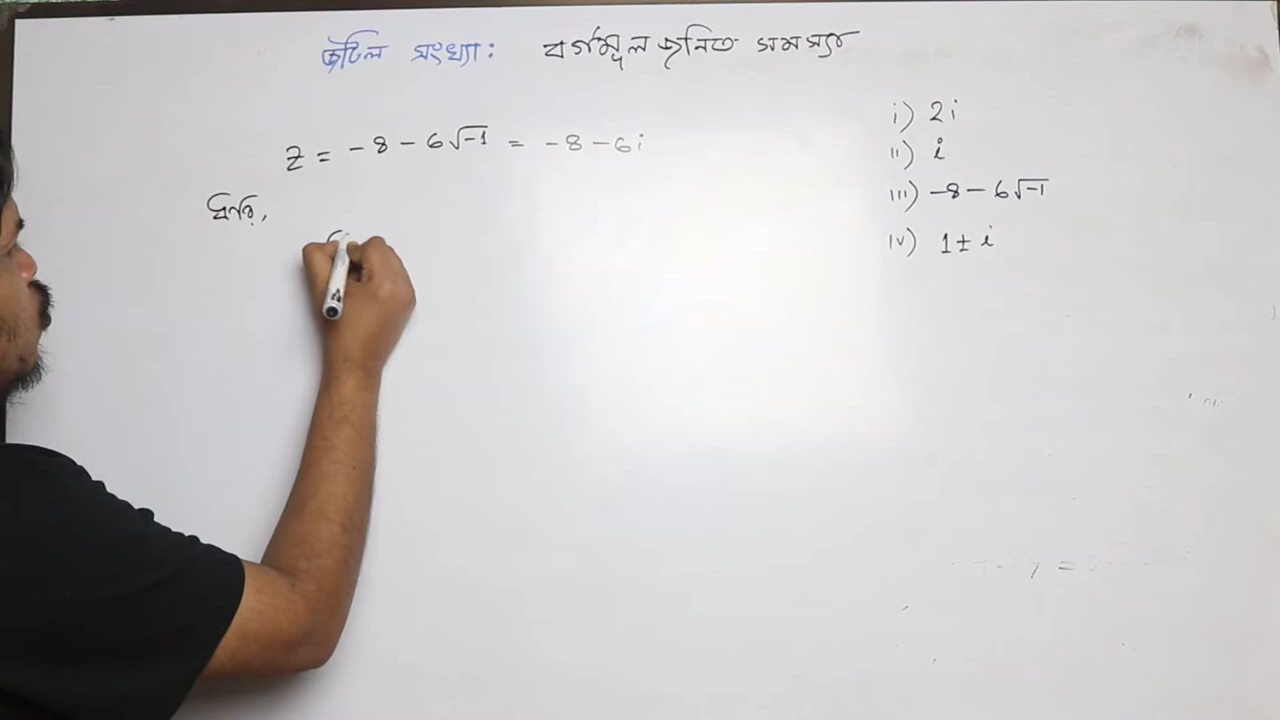 জটিল সংখ্যা: বর্গমূল জনিত সমস্যা
z = -8 - 6√-1 = -8 - 6i
ধরি,
i) 2i
ii) i
iii) -8 - 6√-1
iv) 1 ± i